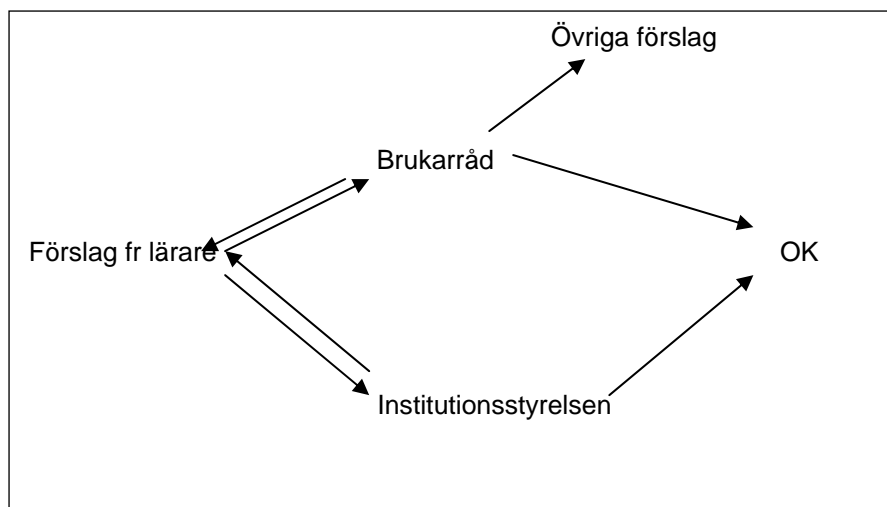 Övriga förslag
Brukarråd
Förslag fr lärare
OK
Institutionsstyrelsen